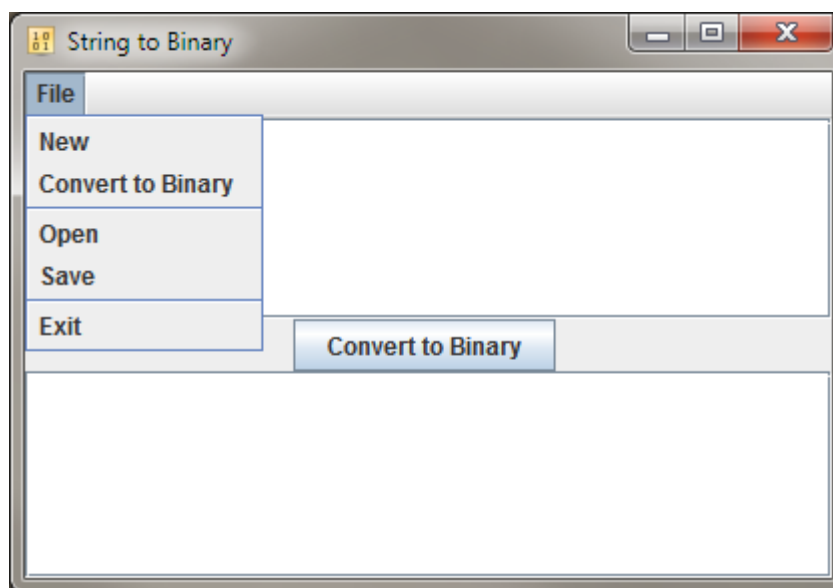 String to Binary
File
New
Convert to Binary
Open
Save
Exit
Convert to Binary